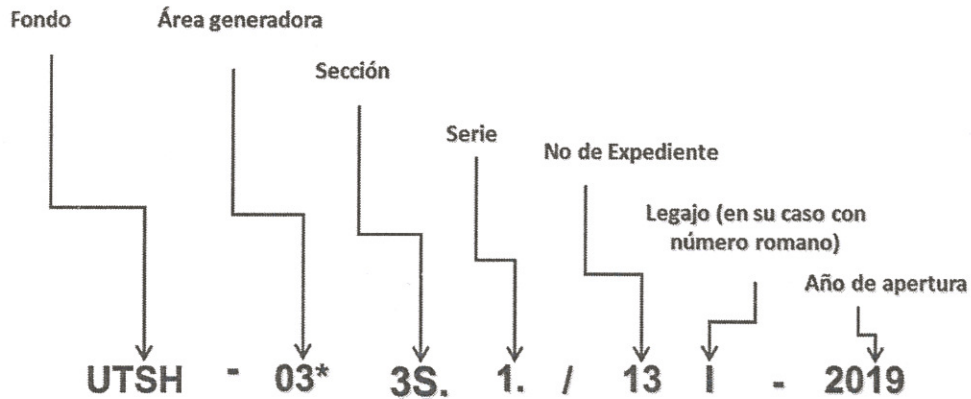 Fondo
Área generadora
Sección
Serie
No de Expediente
Legajo (en su caso con
número romano)
Año de apertura
UTSH - 03* 3S. 1. / 13 I - 2019